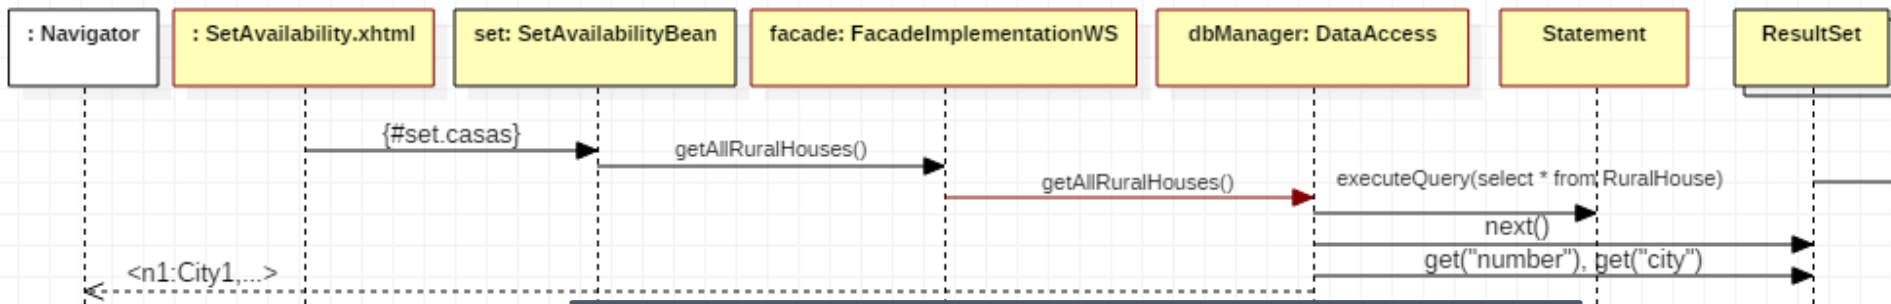 : Navigator
: SetAvailability.xhtml
set: SetAvailabilityBean
facade: FacadeImplementationWS
dbManager: DataAccess
Statement
ResultSet
{#set.casas}
getAllRuralHouses()
getAllRuralHouses()
executeQuery(select * from RuralHouse)
next()
get("number"), get("city")
<n1:City1,...>